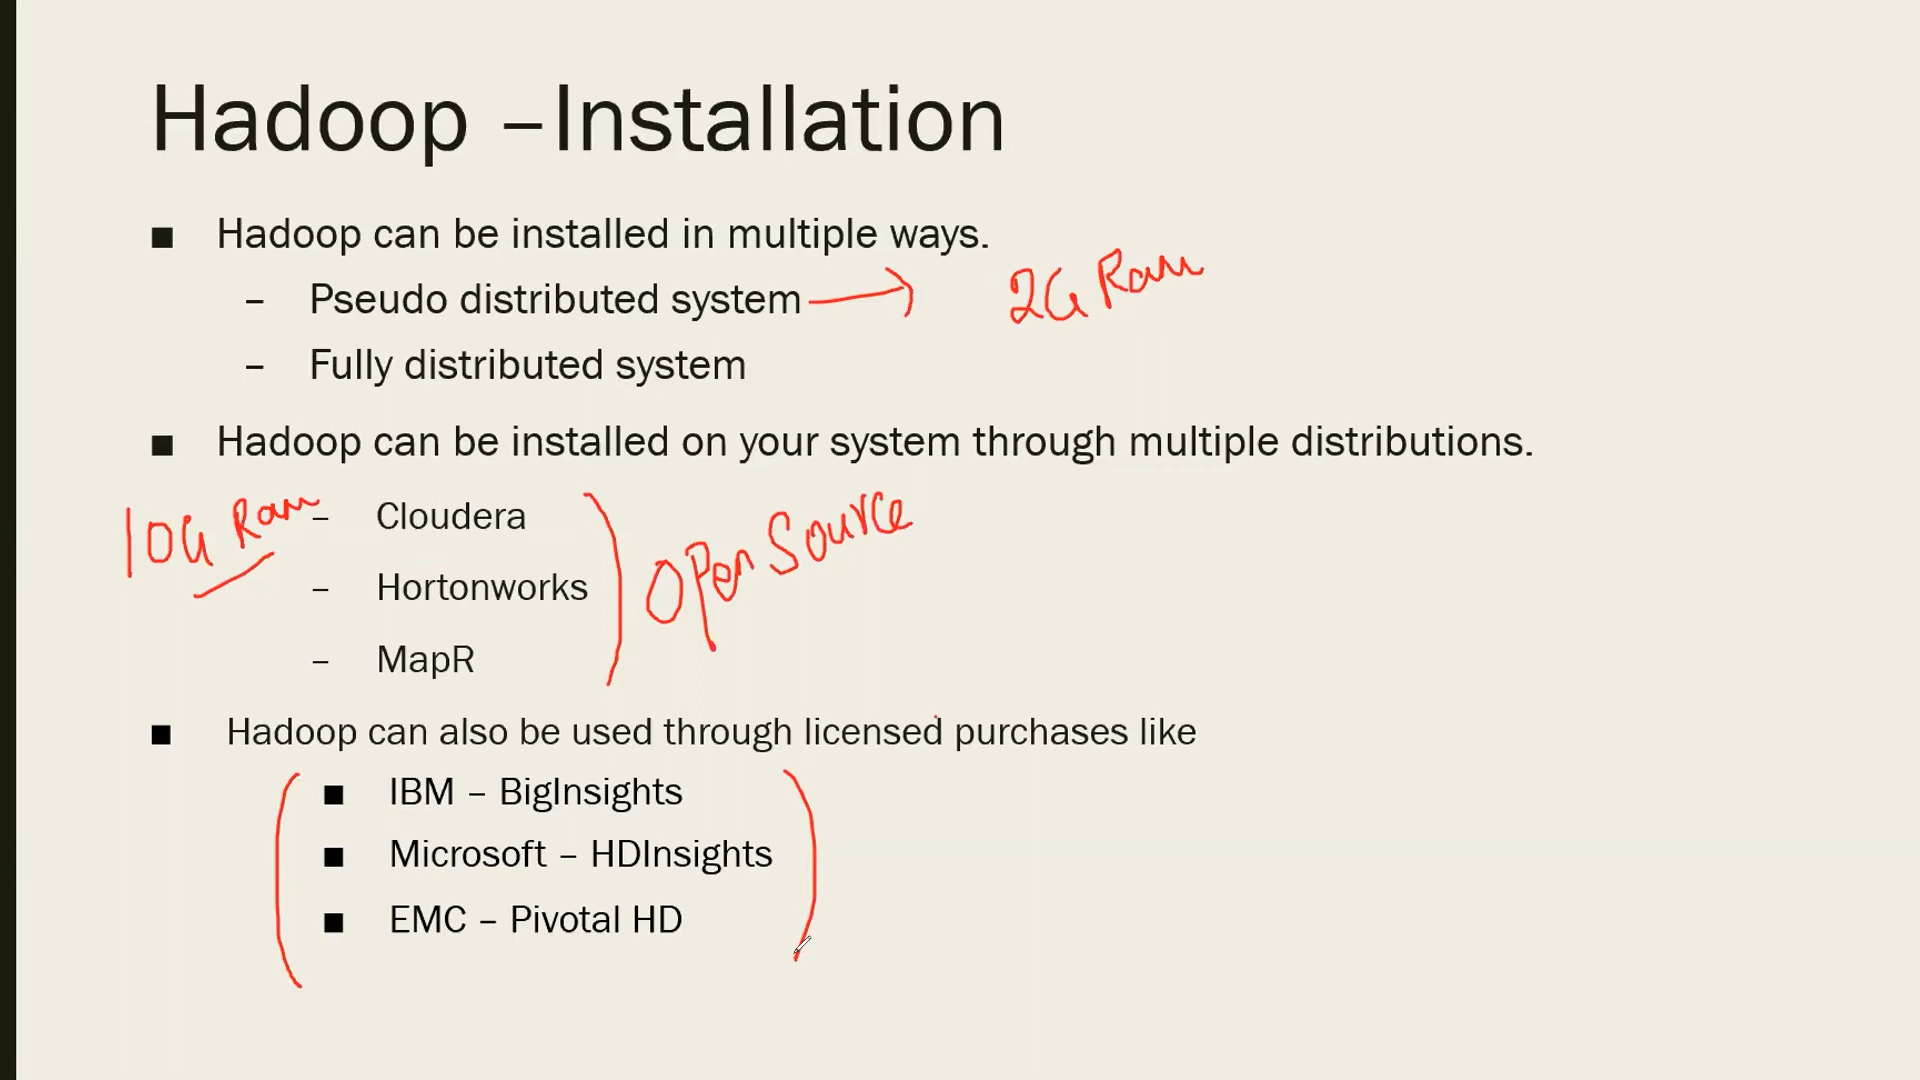 Hadoop –Installation
■ Hadoop can be installed in multiple ways.
– Pseudo distributed system → 2G Ram
– Fully distributed system
■ Hadoop can be installed on your system through multiple distributions.
10G Ram – Cloudera
– Hortonworks
Open Source
– MapR
■ Hadoop can also be used through licensed purchases like
■ IBM – BigInsights
■ Microsoft – HDInsights
■ EMC – Pivotal HD